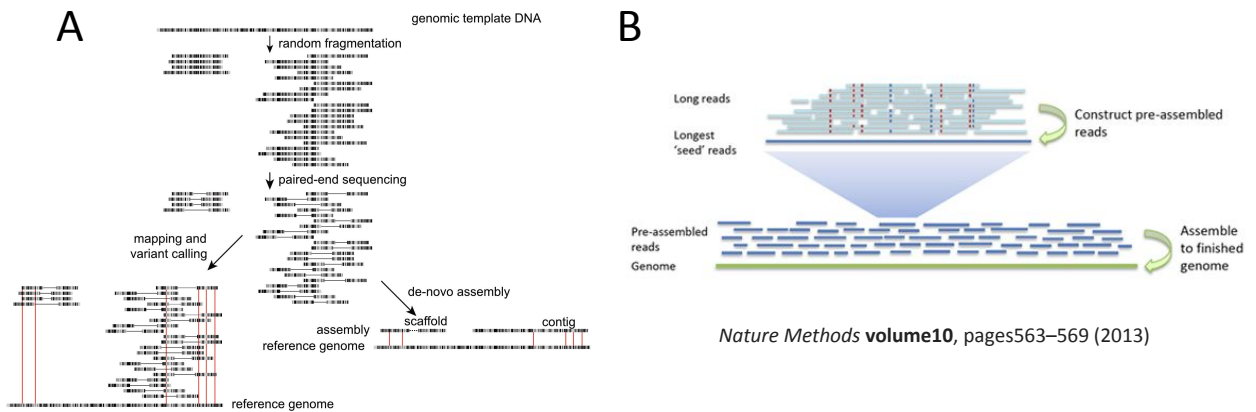 A
genomic template DNA
random fragmentation
paired-end sequencing
mapping and
variant calling
de-novo assembly
scaffold
contig
assembly
reference genome
reference genome
B
Long reads
Longest
'seed' reads
Construct pre-assembled
reads
Pre-assembled
reads
Genome
Assemble
to finished
genome
Nature Methods volume10, pages563–569 (2013)